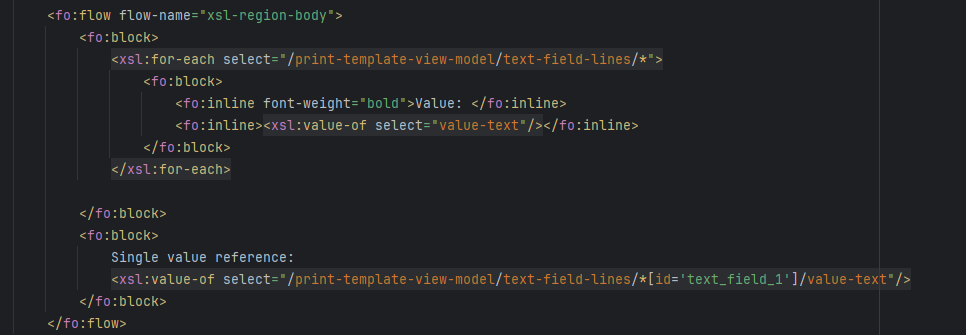 <fo:flow flow-name="xsl-region-body">
<fo:block>
<xsl:for-each select="/print-template-view-model/text-field-lines/*">
<fo:block>
<fo:inline font-weight="bold">Value: </fo:inline>
<fo:inline><xsl:value-of select="value-text"/></fo:inline>
</fo:block>
</xsl:for-each>
</fo:block>
<fo:block>
Single value reference:
<xsl:value-of select="/print-template-view-model/text-field-lines/*[id='text_field_1']/value-text"/>
</fo:block>
</fo:flow>